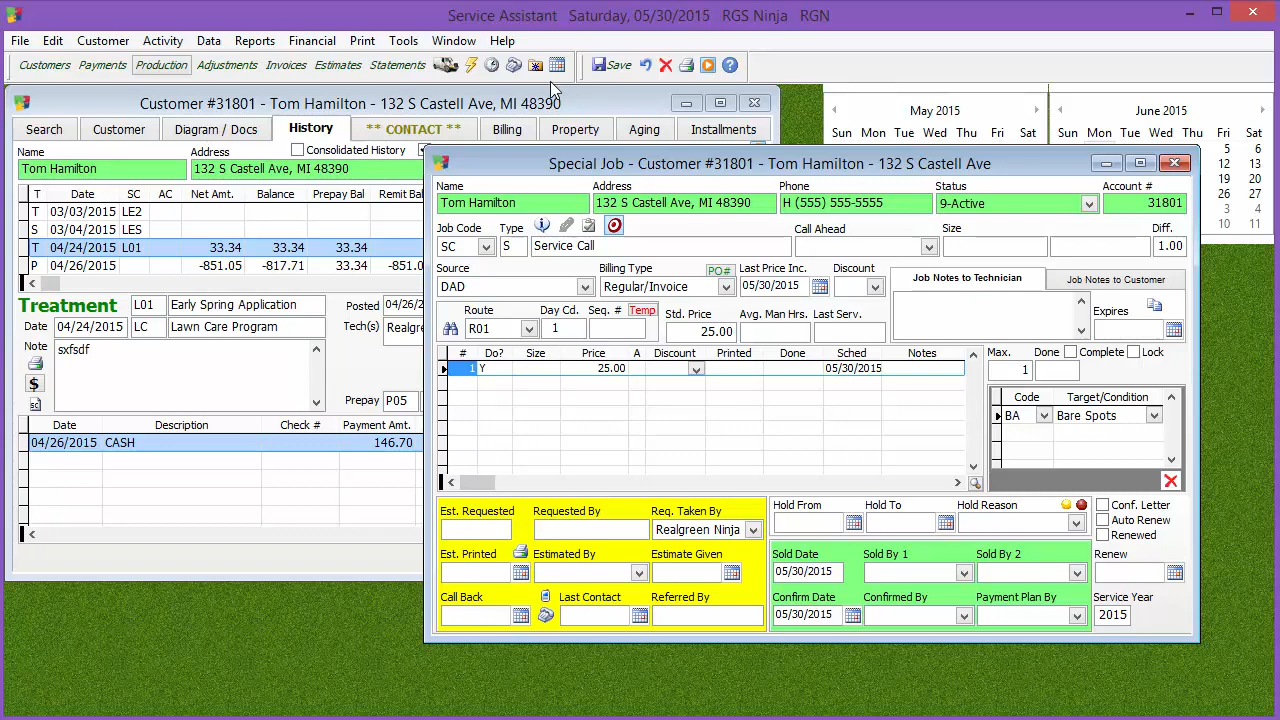 Service Assistant Saturday, 05/30/2015 RGS Ninja RGN
File Edit Customer Activity Data Reports Financial Print Tools Window Help
Customers Payments Production Adjustments Invoices Estimates Statements Save
Customer #31801 - Tom Hamilton - 132 S Castell Ave, MI 48390
Search Customer Diagram / Docs History ** CONTACT ** Billing Property Aging Installments
Name Address Consolidated History
Tom Hamilton 132 S Castell Ave, MI 48390
T Date SC AC Net Amt. Balance Prepay Bal. Remit Bal.
T 03/03/2015 LE2
S 03/04/2015 LES
T 04/24/2015 L01 33.34 33.34 33.34
P 04/26/2015 -851.05 -817.71 33.34 -851.0
Treatment L01 Early Spring Application Posted 04/26/
Date 04/24/2015 LC Lawn Care Program Tech(s) Realgre
Note
sxfsdf
Prepay P05
Date Description Check # Payment Amt.
04/26/2015 CASH 146.70
May 2015 June 2015
Sun Mon Tue Wed Thu Fri Sat Sun Mon Tue Wed Thu Fri Sat
5 6
12 13
19 20
26 27
3 4
10 11
Special Job - Customer #31801 - Tom Hamilton - 132 S Castell Ave
Name Address Phone Status Account #
Tom Hamilton 132 S Castell Ave, MI 48390 H (555) 555-5555 9-Active 31801
Job Code Type Call Ahead Size Diff.
SC S Service Call 1.00
Source Billing Type PO# Last Price Inc. Discount
DAD Regular/Invoice 05/30/2015
Job Notes to Technician Job Notes to Customer
Route Day Cd. Seq. # Temp Std. Price Avg. Man Hrs. Last Serv. Expires
R01 1 25.00
# Do? Size Price A Discount Printed Done Sched Notes
1 Y 25.00 05/30/2015
Max. Done Complete Lock
1
Code Target/Condition
BA Bare Spots
Est. Requested Requested By Req. Taken By
Realgreen Ninja
Est. Printed Estimated By Estimate Given
Call Back Last Contact Referred By
Hold From Hold To Hold Reason
Conf. Letter
Auto Renew
Renewed
Sold Date Sold By 1 Sold By 2 Renew
05/30/2015
Confirm Date Confirmed By Payment Plan By Service Year
05/30/2015 2015